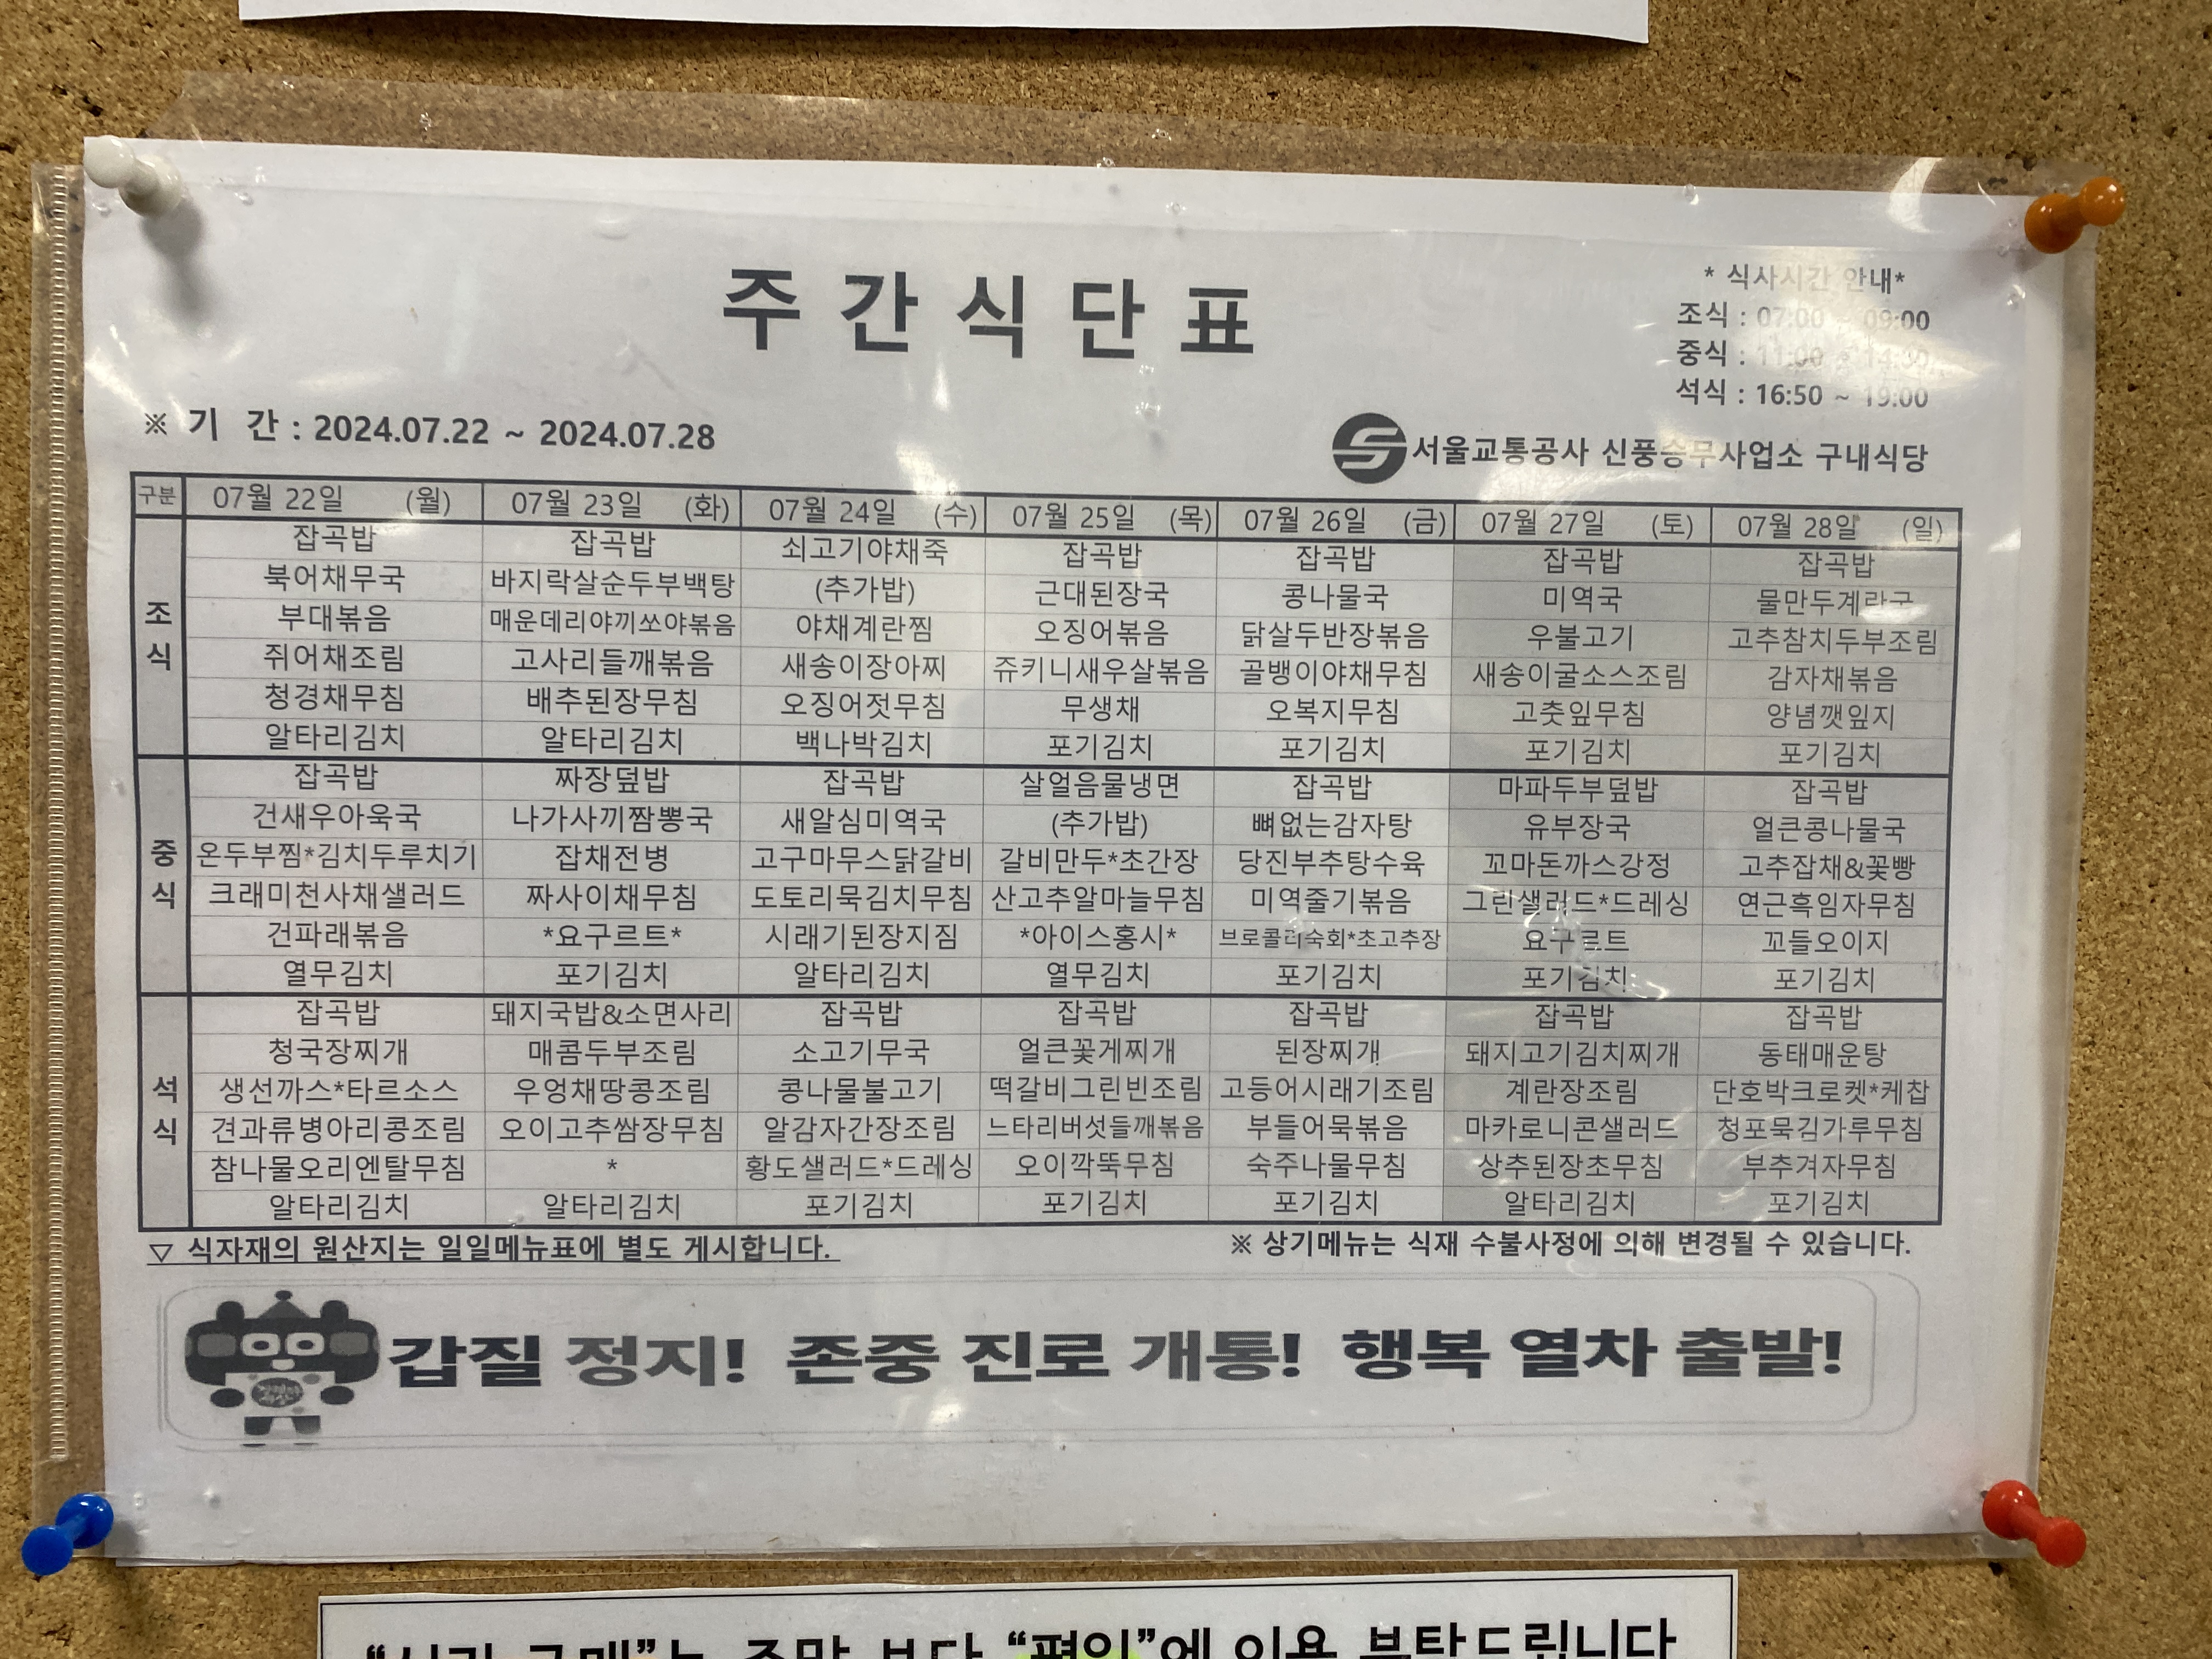 주간식단표
* 식사시간 안내*
조식 : 07:00 ~ 09:00
중식 : 11:00 ~ 14:00
석식 : 16:50 ~ 19:00
※ 기 간 : 2024.07.22 ~ 2024.07.28
서울교통공사 신풍승무사업소 구내식당
구분 07월 22일 (월) 07월 23일 (화) 07월 24일 (수) 07월 25일 (목) 07월 26일 (금) 07월 27일 (토) 07월 28일 (일)
조식
잡곡밥 잡곡밥 쇠고기야채죽 잡곡밥 잡곡밥 잡곡밥 잡곡밥
북어채무국 바지락살순두부백탕 (추가밥) 근대된장국 콩나물국 미역국 물만두계란국
부대볶음 매운데리야끼쏘야볶음 야채계란찜 오징어볶음 닭살두반장볶음 우불고기 고추참치두부조림
쥐어채조림 고사리들깨볶음 새송이장아찌 쥬키니새우살볶음 골뱅이야채무침 새송이굴소스조림 감자채볶음
청경채무침 배추된장무침 오징어젓무침 무생채 오복지무침 고춧잎무침 양념깻잎지
알타리김치 알타리김치 백나박김치 포기김치 포기김치 포기김치 포기김치
중식
잡곡밥 짜장덮밥 잡곡밥 살얼음물냉면 잡곡밥 마파두부덮밥 잡곡밥
건새우아욱국 나가사끼짬뽕국 새알심미역국 (추가밥) 뼈없는감자탕 유부장국 얼큰콩나물국
온두부찜*김치두루치기 잡채전병 고구마무스닭갈비 갈비만두*초간장 당진부추탕수육 꼬마돈까스강정 고추잡채&꽃빵
크래미천사채샐러드 짜사이채무침 도토리묵김치무침 산고추알마늘무침 미역줄기볶음 그린샐러드*드레싱 연근흑임자무침
건파래볶음 *요구르트* 시래기된장지짐 *아이스홍시* 브로콜리숙회*초고추장 요구르트 꼬들오이지
열무김치 포기김치 알타리김치 열무김치 포기김치 포기김치 포기김치
석식
잡곡밥 돼지국밥&소면사리 잡곡밥 잡곡밥 잡곡밥 잡곡밥 잡곡밥
청국장찌개 매콤두부조림 소고기무국 얼큰꽃게찌개 된장찌개 돼지고기김치찌개 동태매운탕
생선까스*타르소스 우엉채땅콩조림 콩나물불고기 떡갈비그린빈조림 고등어시래기조림 계란장조림 단호박크로켓*케찹
견과류병아리콩조림 오이고추쌈장무침 알감자간장조림 느타리버섯들깨볶음 부들어묵볶음 마카로니콘샐러드 청포묵김가루무침
참나물오리엔탈무침 * 황도샐러드*드레싱 오이깍뚝무침 숙주나물무침 상추된장초무침 부추겨자무침
알타리김치 알타리김치 포기김치 포기김치 포기김치 알타리김치 포기김치
▽ 식자재의 원산지는 일일메뉴표에 별도 게시합니다.
※ 상기메뉴는 식재 수불사정에 의해 변경될 수 있습니다.
갑질 정지! 존중 진로 개통! 행복 열차 출발!
주말 보다 “평일”에 이용 부탁드립니다